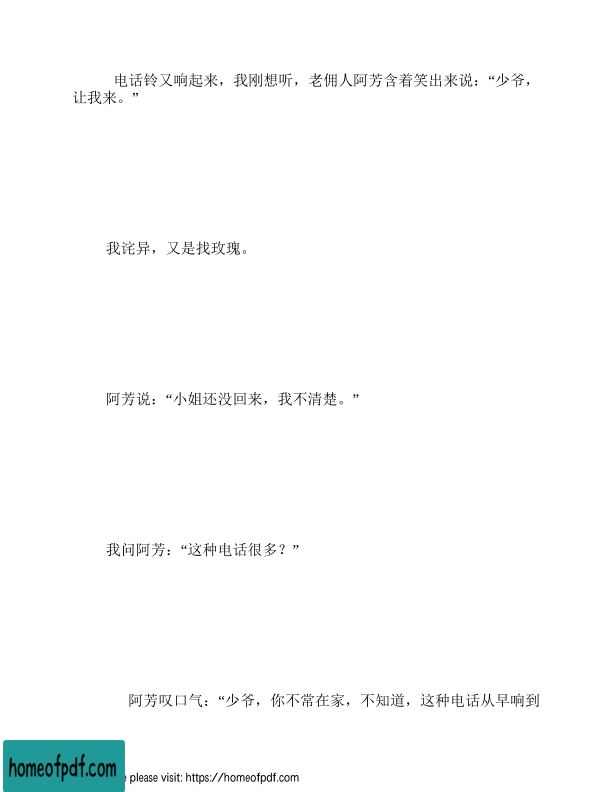 电话铃又响起来，我刚想听，老佣人阿芳含着笑出来说：“少爷，
让我来。”
我诧异，又是找玫瑰。
阿芳说：“小姐还没回来，我不清楚。”
我问阿芳：“这种电话很多？”
阿芳叹口气：“少爷，你不常在家，不知道，这种电话从早响到
homeofpdf.com
please visit: https://homeofpdf.com